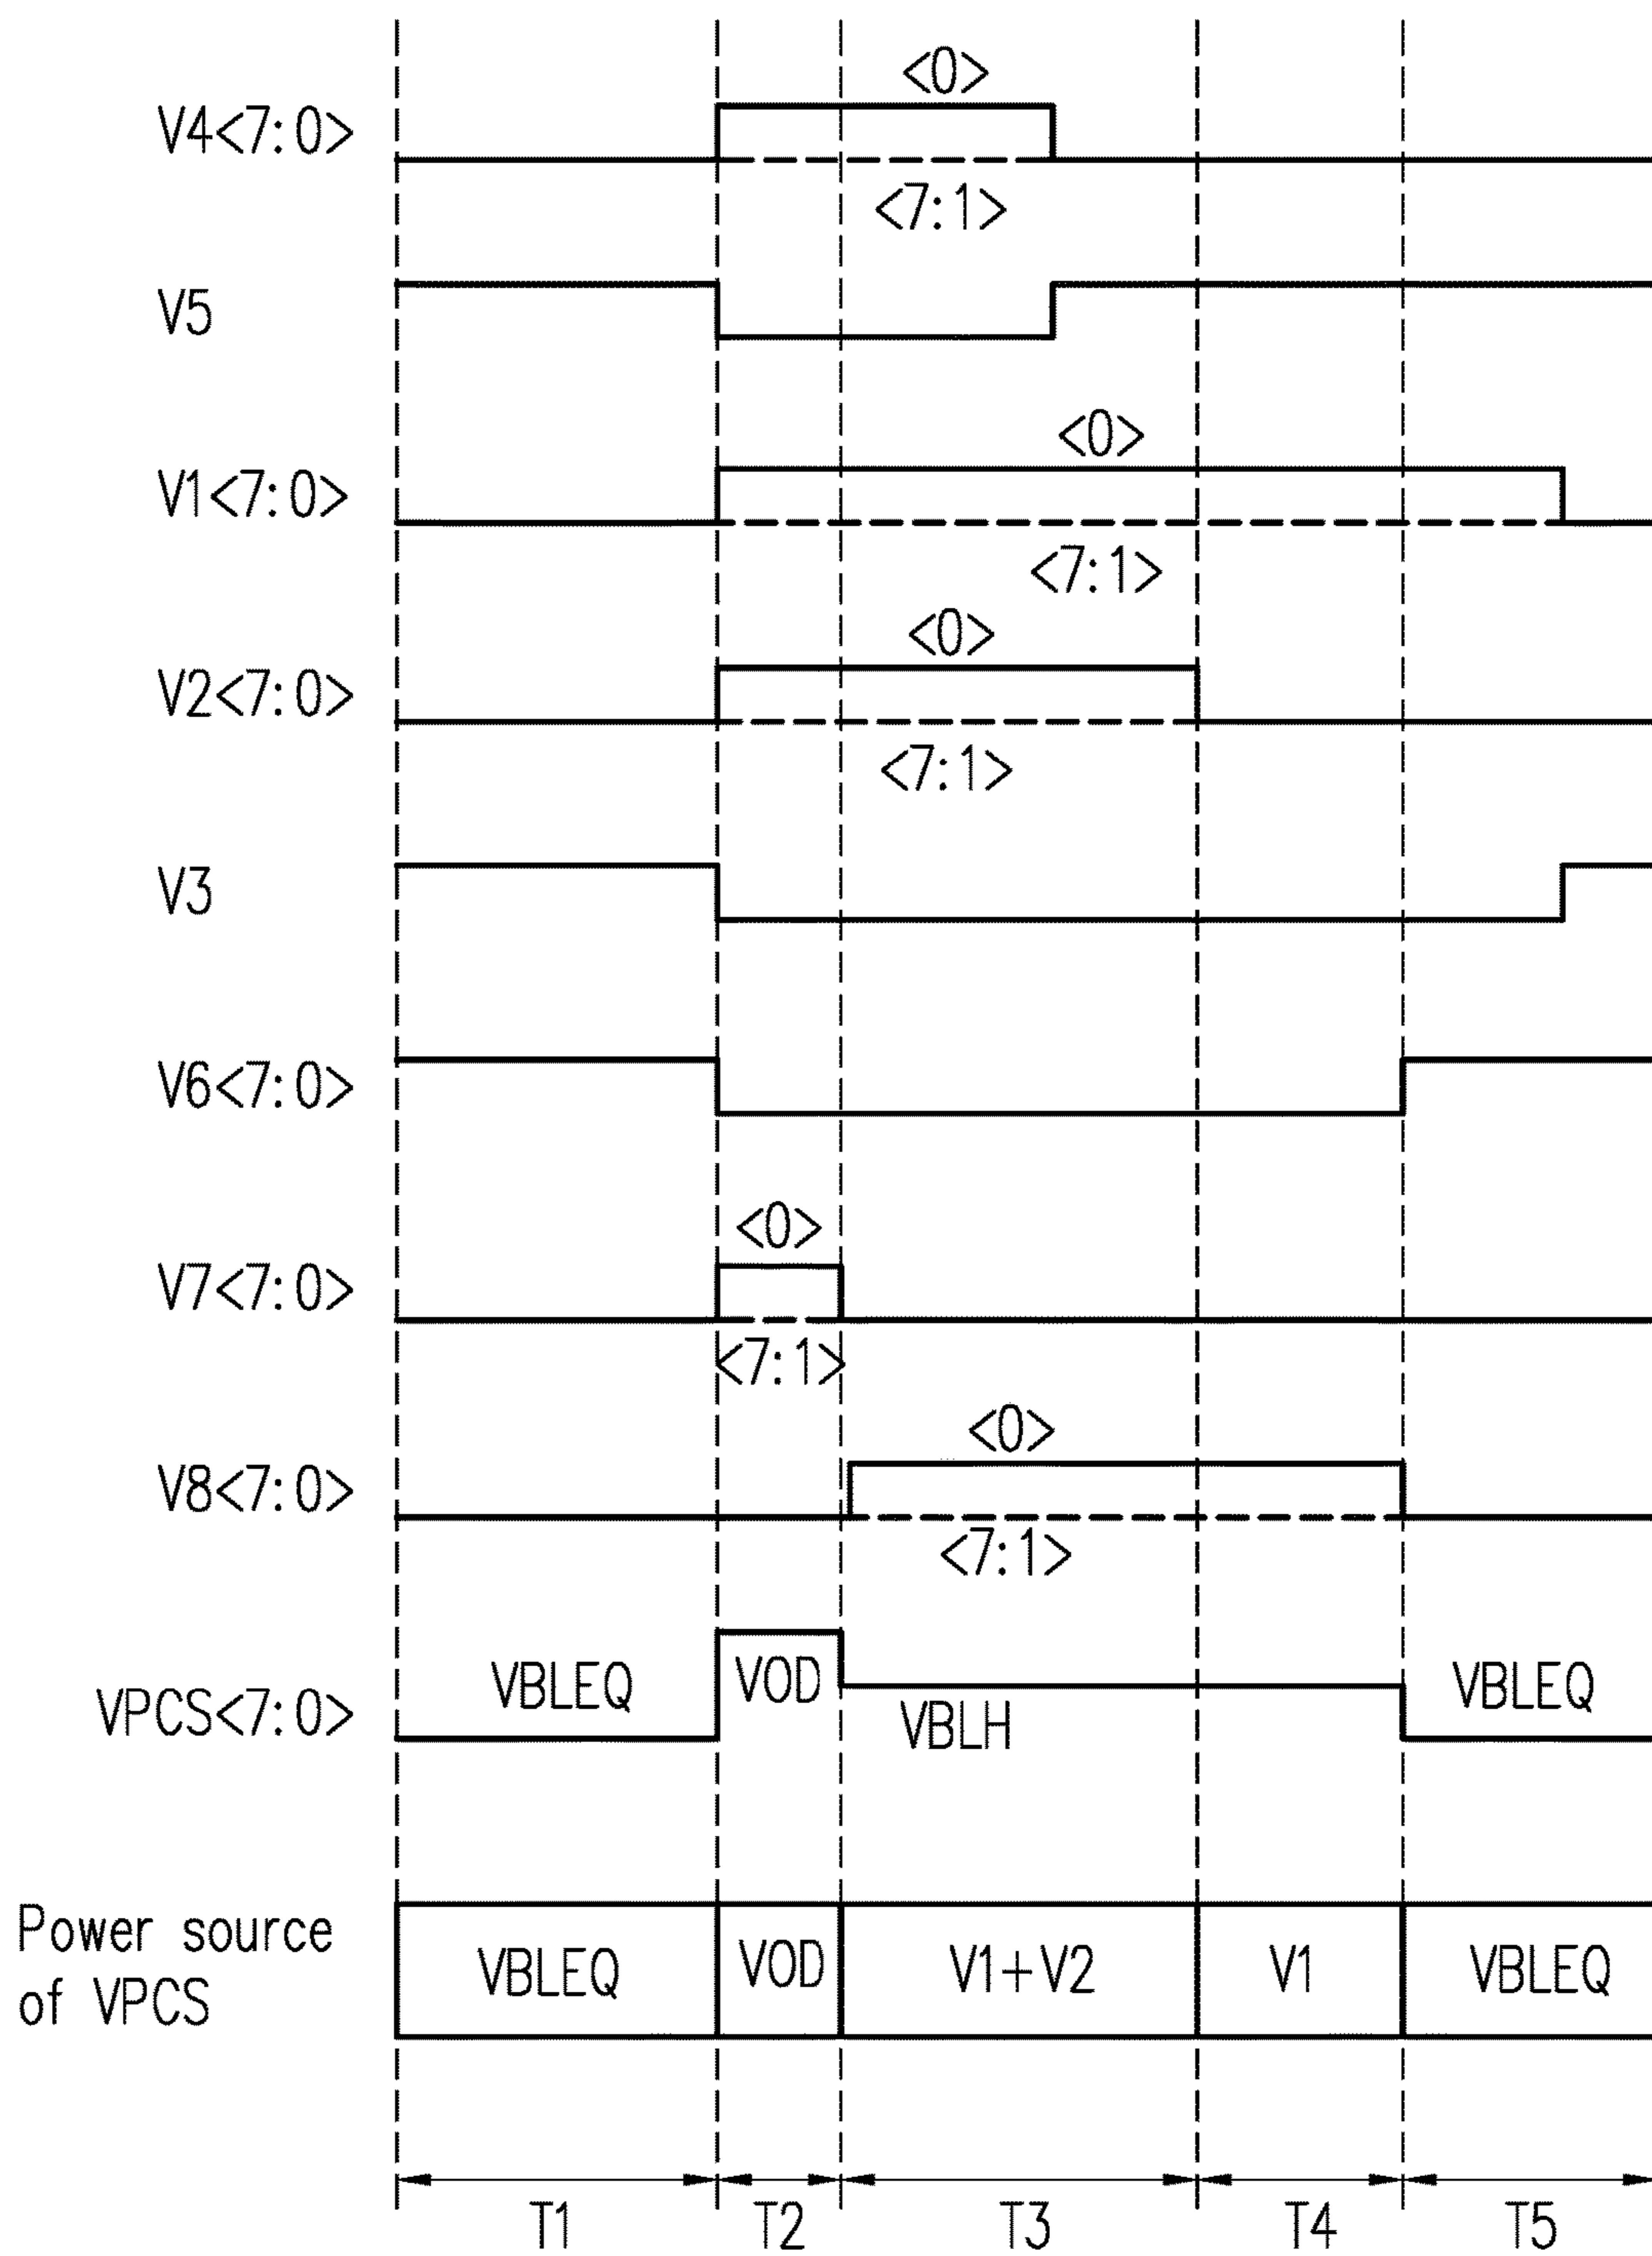 <0>
V4<7:0>
<7:1>
V5
<0>
V1<7:0>
<7:1>
<0>
V2<7:0>
<7:1>
V3
V6<7:0>
<0>
V7<7:0>
<7:1>
<0>
V8<7:0>
<7:1>
VPCS<7:0>
VBLEQ
VOD
VBLH
VBLEQ
Power source
of VPCS
VBLEQ
VOD
V1+V2
V1
VBLEQ
T1
T2
T3
T4
T5